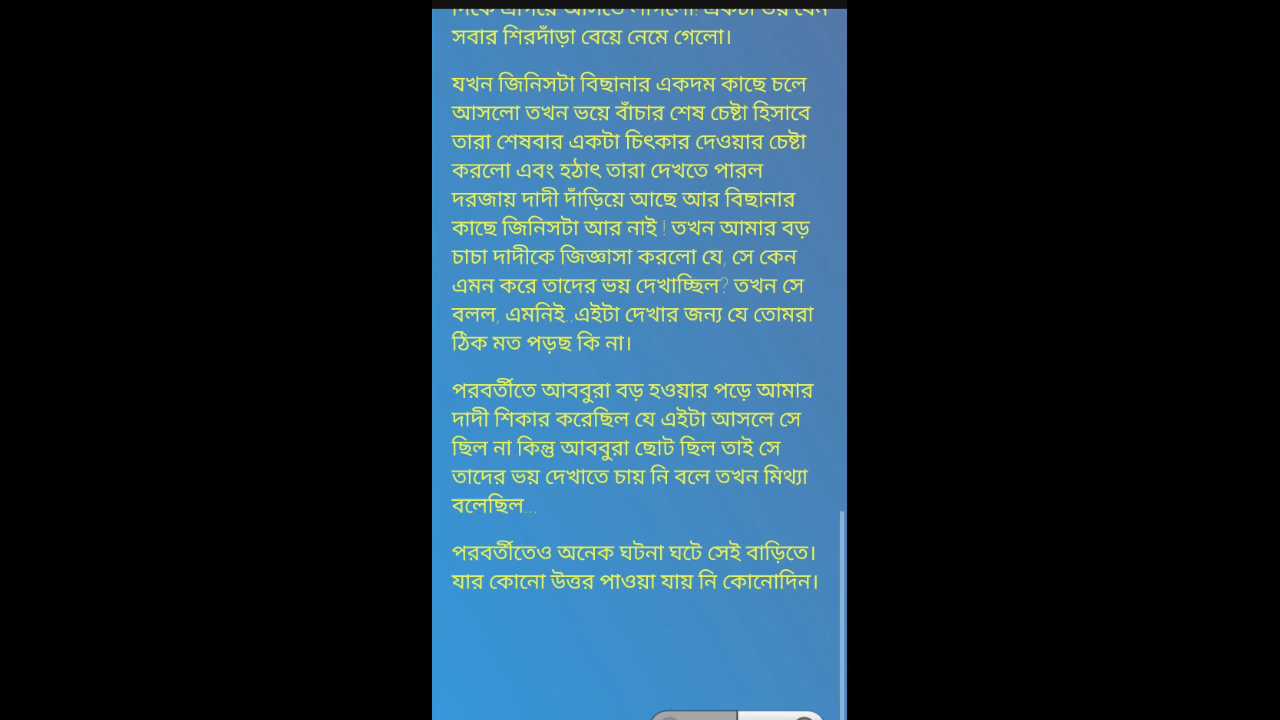 সবার শিরদাঁড়া বেয়ে নেমে গেলো।
যখন জিনিসটা বিছানার একদম কাছে চলে
আসলো তখন ভয়ে বাঁচার শেষ চেষ্টা হিসাবে
তারা শেষবার একটা চিৎকার দেওয়ার চেষ্টা
করলো এবং হঠাৎ তারা দেখতে পারল
দরজায় দাদী দাঁড়িয়ে আছে আর বিছানার
কাছে জিনিসটা আর নাই ! তখন আমার বড়
চাচা দাদীকে জিজ্ঞাসা করলো যে, সে কেন
এমন করে তাদের ভয় দেখাচ্ছিল? তখন সে
বলল, এমনিই..এইটা দেখার জন্য যে তোমরা
ঠিক মত পড়ছ কি না।
পরবর্তীতে আববুরা বড় হওয়ার পড়ে আমার
দাদী শিকার করেছিল যে এইটা আসলে সে
ছিল না কিন্তু আববুরা ছোট ছিল তাই সে
তাদের ভয় দেখাতে চায় নি বলে তখন মিথ্যা
বলেছিল...
পরবর্তীতেও অনেক ঘটনা ঘটে সেই বাড়িতে।
যার কোনো উত্তর পাওয়া যায় নি কোনোদিন।